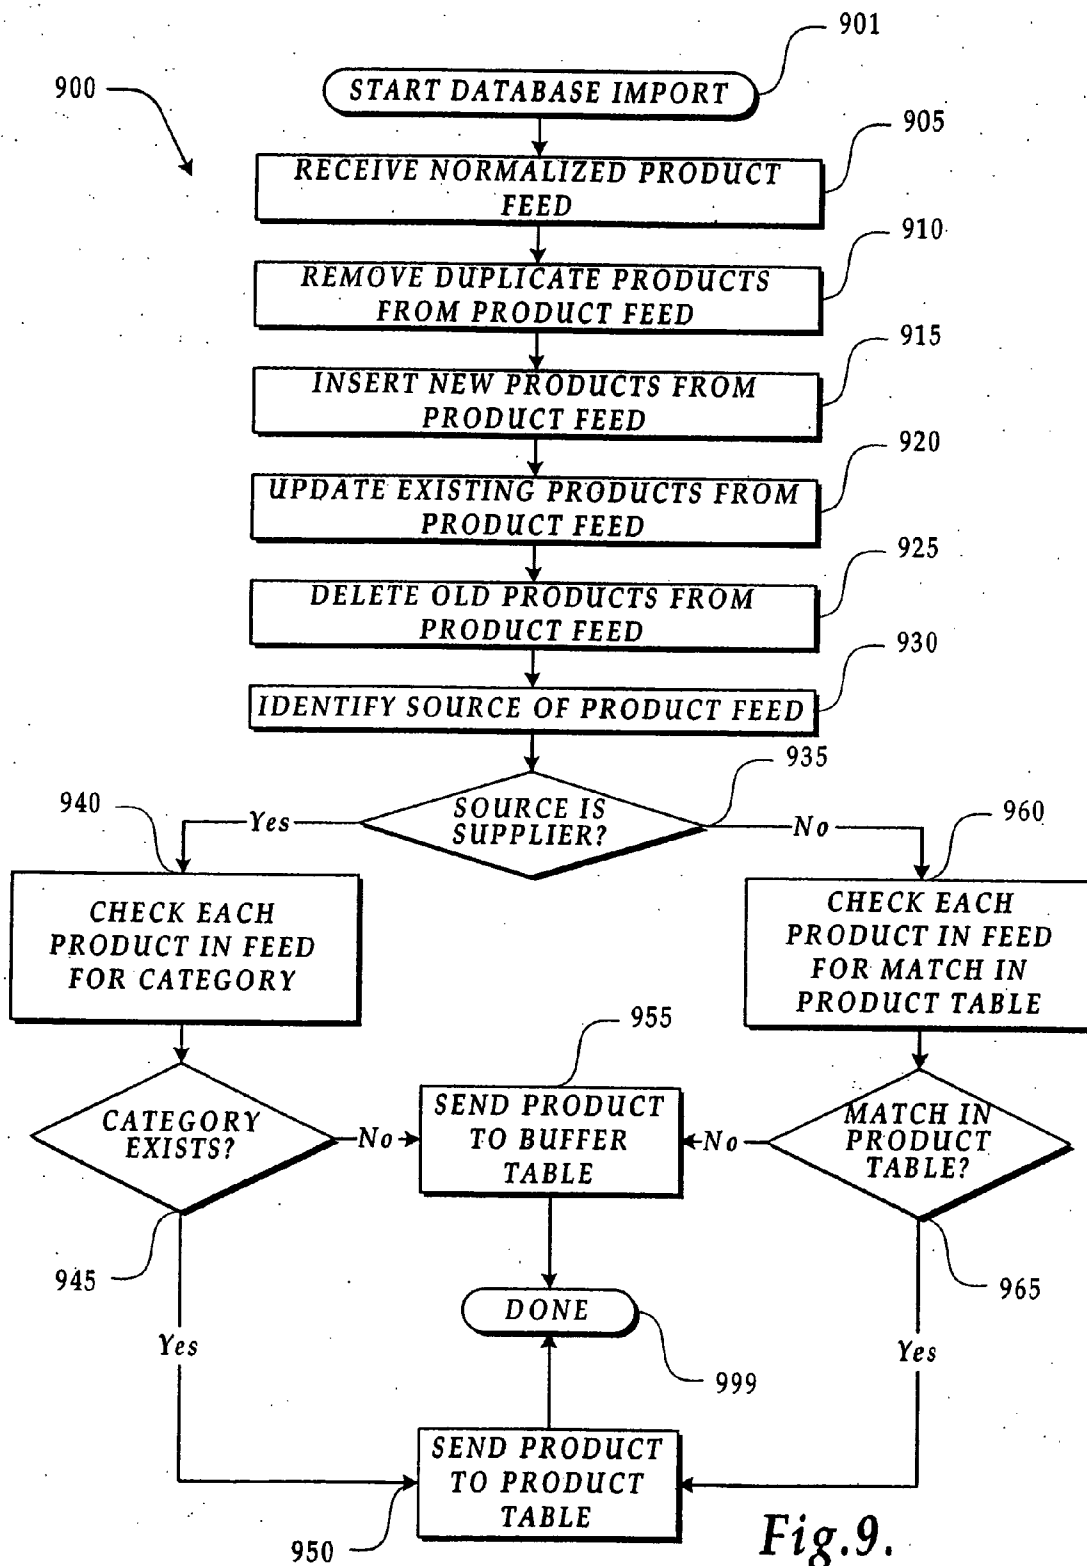 901
START DATABASE IMPORT
900
905
RECEIVE NORMALIZED PRODUCT
FEED
910
REMOVE DUPLICATE PRODUCTS
FROM PRODUCT FEED
915
INSERT NEW PRODUCTS FROM
PRODUCT FEED
920
UPDATE EXISTING PRODUCTS FROM
PRODUCT FEED
925
DELETE OLD PRODUCTS FROM
PRODUCT FEED
930
IDENTIFY SOURCE OF PRODUCT FEED
935
SOURCE IS
SUPPLIER?
Yes
No
940
CHECK EACH
PRODUCT IN FEED
FOR CATEGORY
960
CHECK EACH
PRODUCT IN FEED
FOR MATCH IN
PRODUCT TABLE
CATEGORY
EXISTS?
945
No
955
SEND PRODUCT
TO BUFFER
TABLE
No
MATCH IN
PRODUCT
TABLE?
965
DONE
999
Yes
Yes
SEND PRODUCT
TO PRODUCT
TABLE
950
Fig.9.